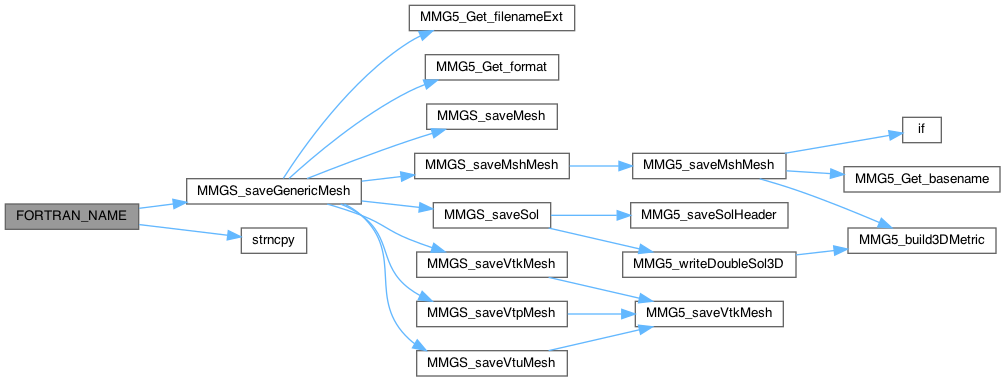 MMG5_Get_filenameExt
MMG5_Get_format
MMGS_saveMesh
if
MMGS_saveMshMesh
MMG5_saveMshMesh
MMG5_Get_basename
MMGS_saveGenericMesh
FORTRAN_NAME
MMGS_saveSol
MMG5_saveSolHeader
strncpy
MMG5_build3DMetric
MMGS_saveVtkMesh
MMG5_writeDoubleSol3D
MMGS_saveVtpMesh
MMG5_saveVtkMesh
MMGS_saveVtuMesh